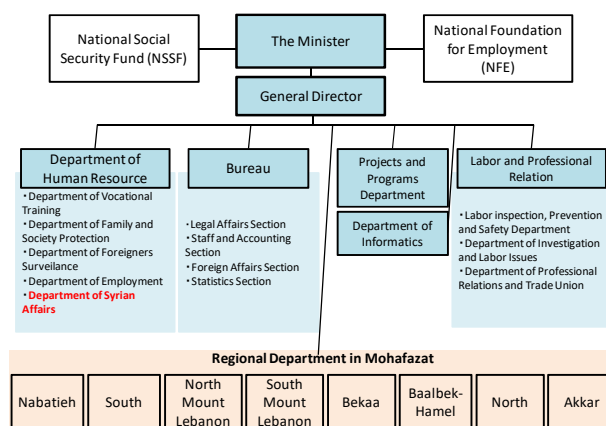 National Social
Security Fund (NSSF)
The Minister
National Foundation
for Employment
(NFE)
General Director
Department of
Human Resource
・Department of Vocational
Training
・Department of Family and
Society Protection
・Department of Foreigners
Surveilance
・Department of Employment
・Department of Syrian
Affairs
Bureau
・Legal Affairs Section
・Staff and Accounting
Section
・Foreign Affairs Section
・Statistics Section
Projects and
Programs
Department
Department of
Informatics
Labor and Professional
Relation
・Labor inspection, Prevention
and Safety Department
・Department of Investigation
and Labor Issues
・Department of Professional
Relations and Trade Union
Regional Department in Mohafazat
Nabatieh
South
North
Mount
Lebanon
South
Mount
Lebanon
Bekaa
Baalbek-
Hamel
North
Akkar